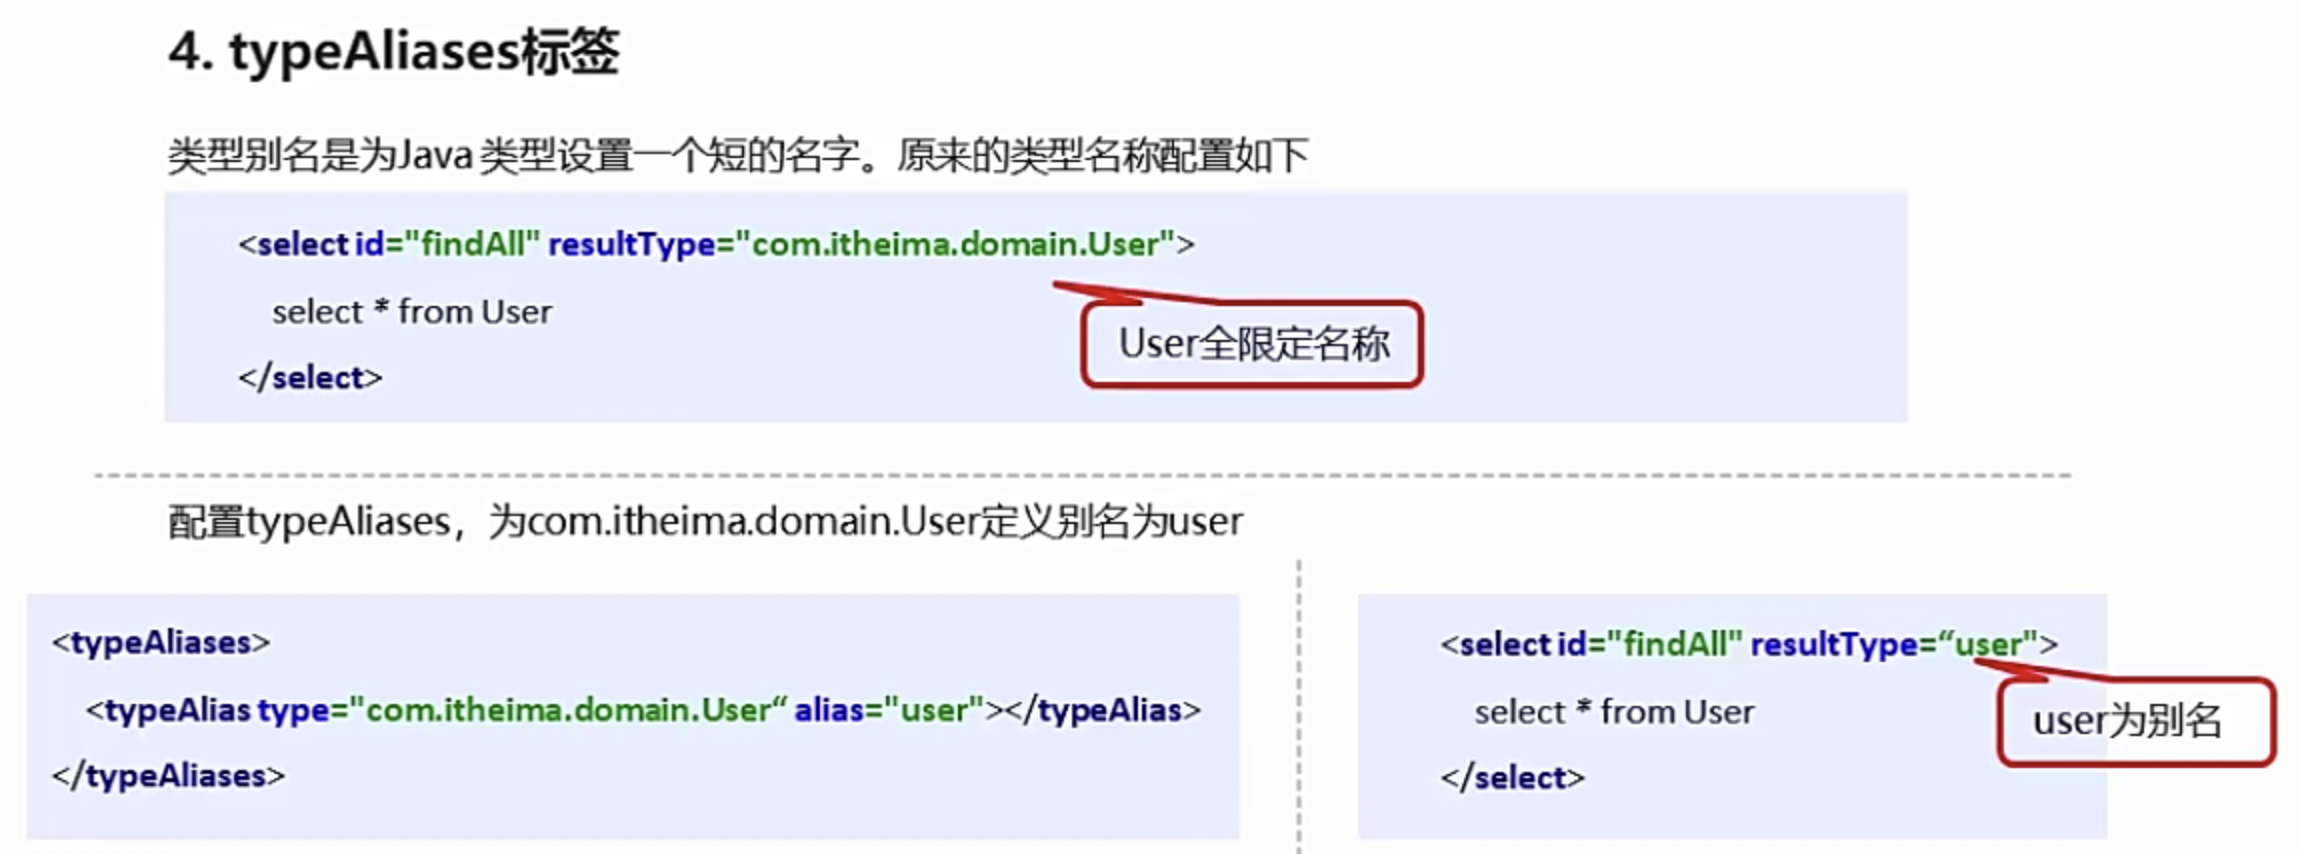 4. typeAliases标签
类型别名是为Java 类型设置一个短的名字。原来的类型名称配置如下
<select id="findAll" resultType="com.itheima.domain.User">
select * from User
User全限定名称
</select>
配置typeAliases，为com.itheima.domain.User定义别名为user
<typeAliases>
<typeAlias type="com.itheima.domain.User“ alias="user"></typeAlias>
</typeAliases>
<select id="findAll" resultType=“user">
select * from User
user为别名
</select>